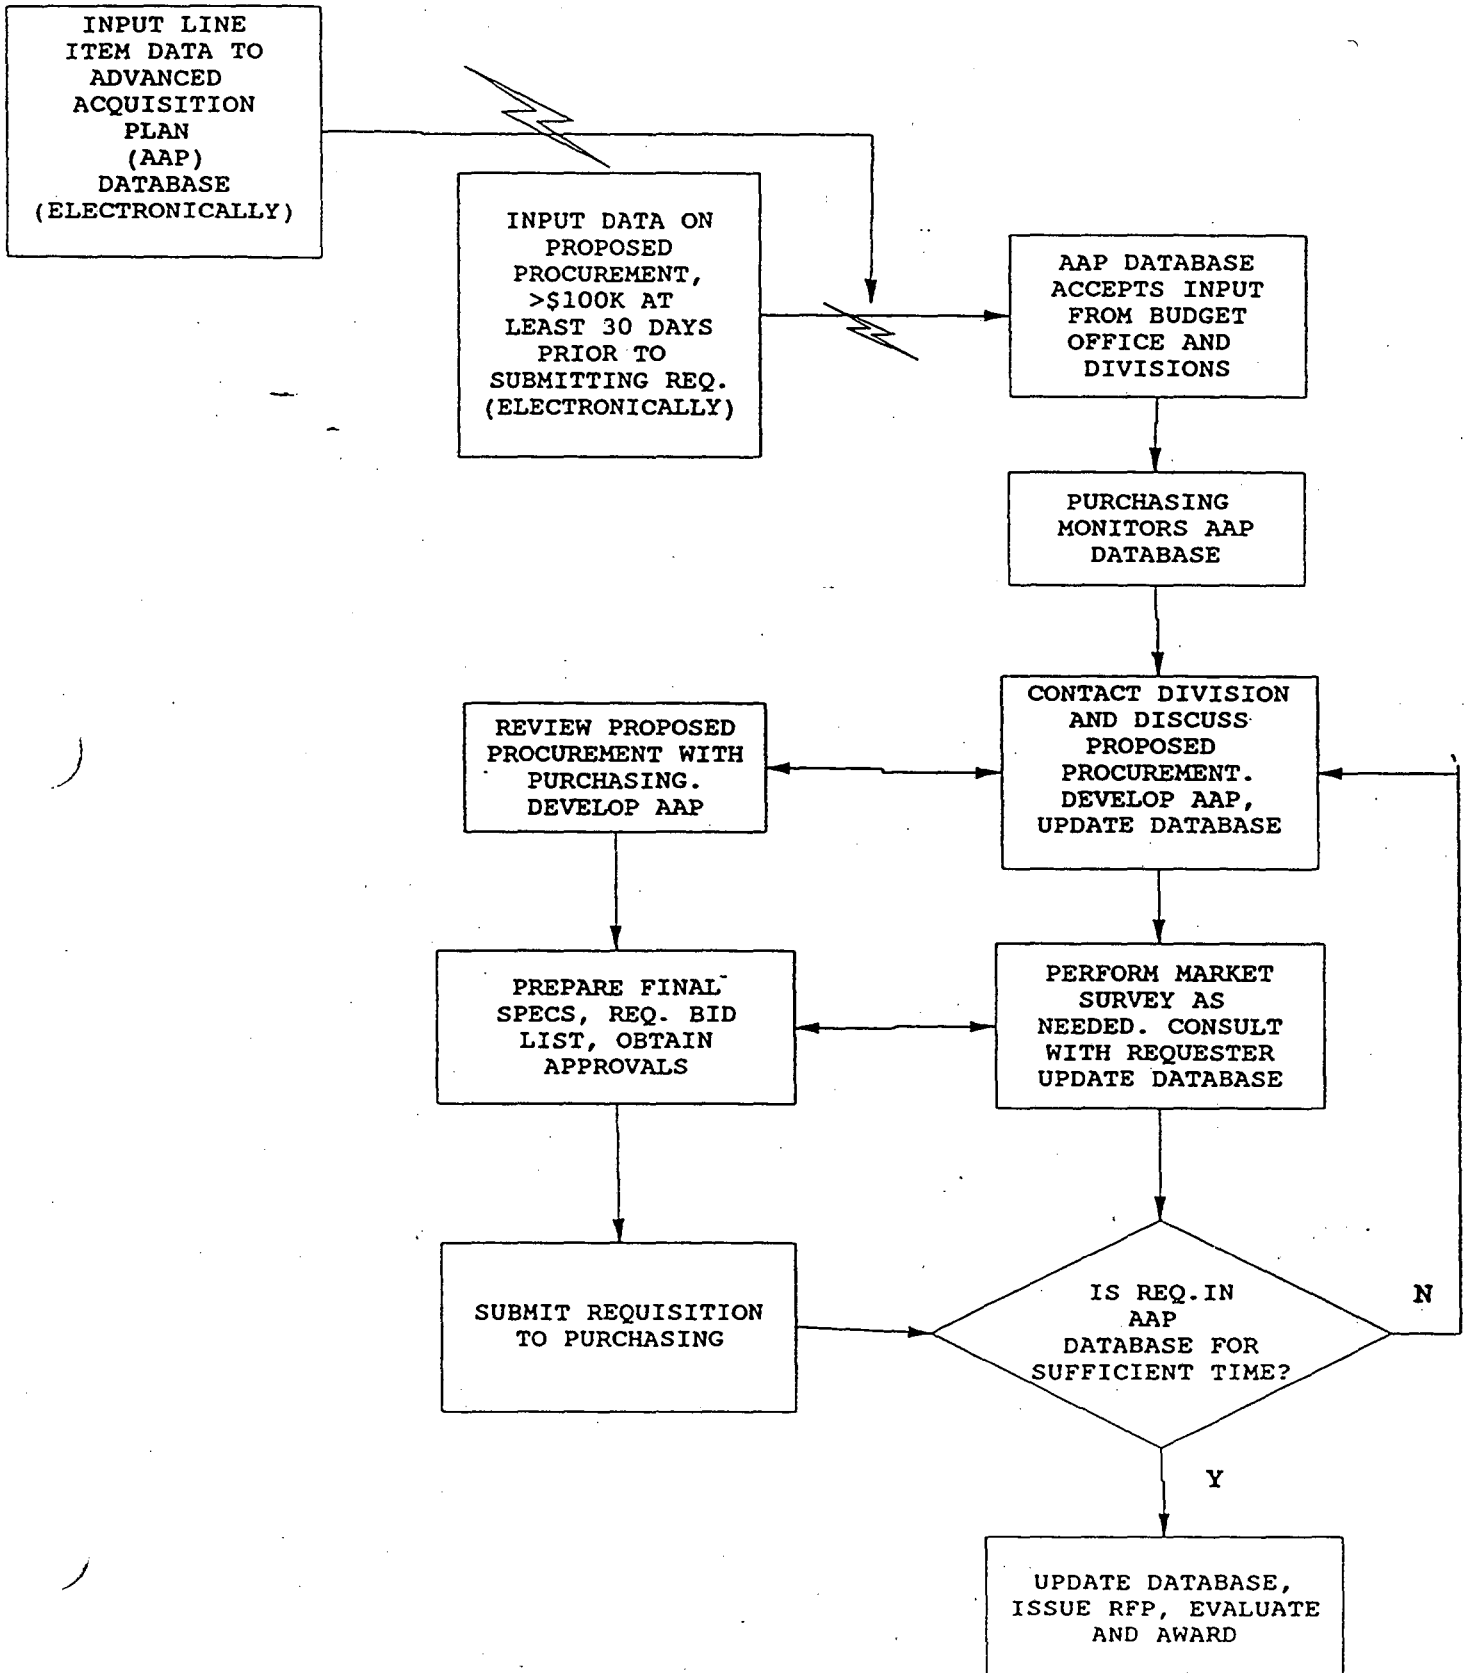 INPUT LINE
ITEM DATA TO
ADVANCED
ACQUISITION
PLAN
(AAP)
DATABASE
(ELECTRONICALLY)
INPUT DATA ON
PROPOSED
PROCUREMENT,
>$100K AT
LEAST 30 DAYS
PRIOR TO
SUBMITTING REQ.
(ELECTRONICALLY)
AAP DATABASE
ACCEPTS INPUT
FROM BUDGET
OFFICE AND
DIVISIONS
PURCHASING
MONITORS AAP
DATABASE
CONTACT DIVISION
AND DISCUSS
PROPOSED
PROCUREMENT.
DEVELOP AAP,
UPDATE DATABASE
REVIEW PROPOSED
PROCUREMENT WITH
PURCHASING.
DEVELOP AAP
PREPARE FINAL
SPECS, REQ. BID
LIST, OBTAIN
APPROVALS
PERFORM MARKET
SURVEY AS
NEEDED. CONSULT
WITH REQUESTER
UPDATE DATABASE
SUBMIT REQUISITION
TO PURCHASING
IS REQ.IN
AAP
DATABASE FOR
SUFFICIENT TIME?
N
Y
UPDATE DATABASE,
ISSUE RFP, EVALUATE
AND AWARD